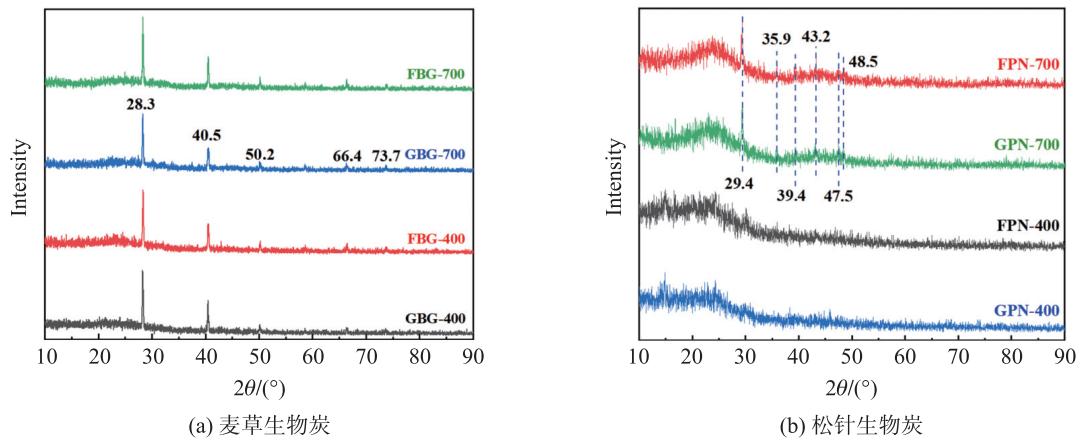 Intensity
FBG-700
28.3
GBG-700
40.5
50.2
66.4
73.7
FBG-400
GBG-400
10 20 30 40 50 60 70 80 90
2θ/(°)
(a) 麦草生物炭
Intensity
35.9
43.2
48.5
FPN-700
GPN-700
29.4
39.4
47.5
FPN-400
GPN-400
10 20 30 40 50 60 70 80 90
2θ/(°)
(b) 松针生物炭